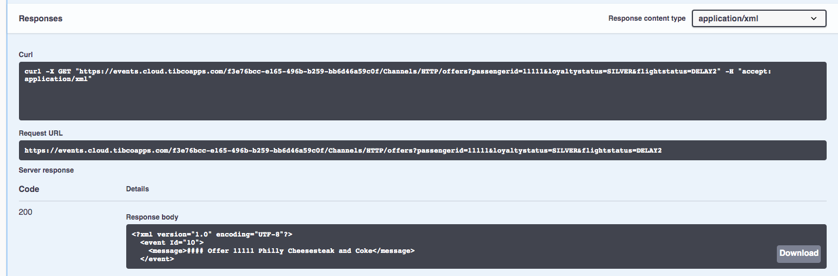 Responses
Response content type application/xml
Curl
curl -X GET "https://events.cloud.tibcoapps.com/f3e76bcc-e165-496b-b259-bb6d46a59c0f/Channels/HTTP/offers?passengerid=11111&loyaltystatus=SILVER&flightstatus=DELAY2" -H "accept:
application/xml"
Request URL
https://events.cloud.tibcoapps.com/f3e76bcc-e165-496b-b259-bb6d46a59c0f/Channels/HTTP/offers?passengerid=11111&loyaltystatus=SILVER&flightstatus=DELAY2
Server response
Code Details
200
Response body
<?xml version="1.0" encoding="UTF-8"?>
<event Id="10">
<message>#### Offer 11111 Philly Cheesesteak and Coke</message>
</event>
Download